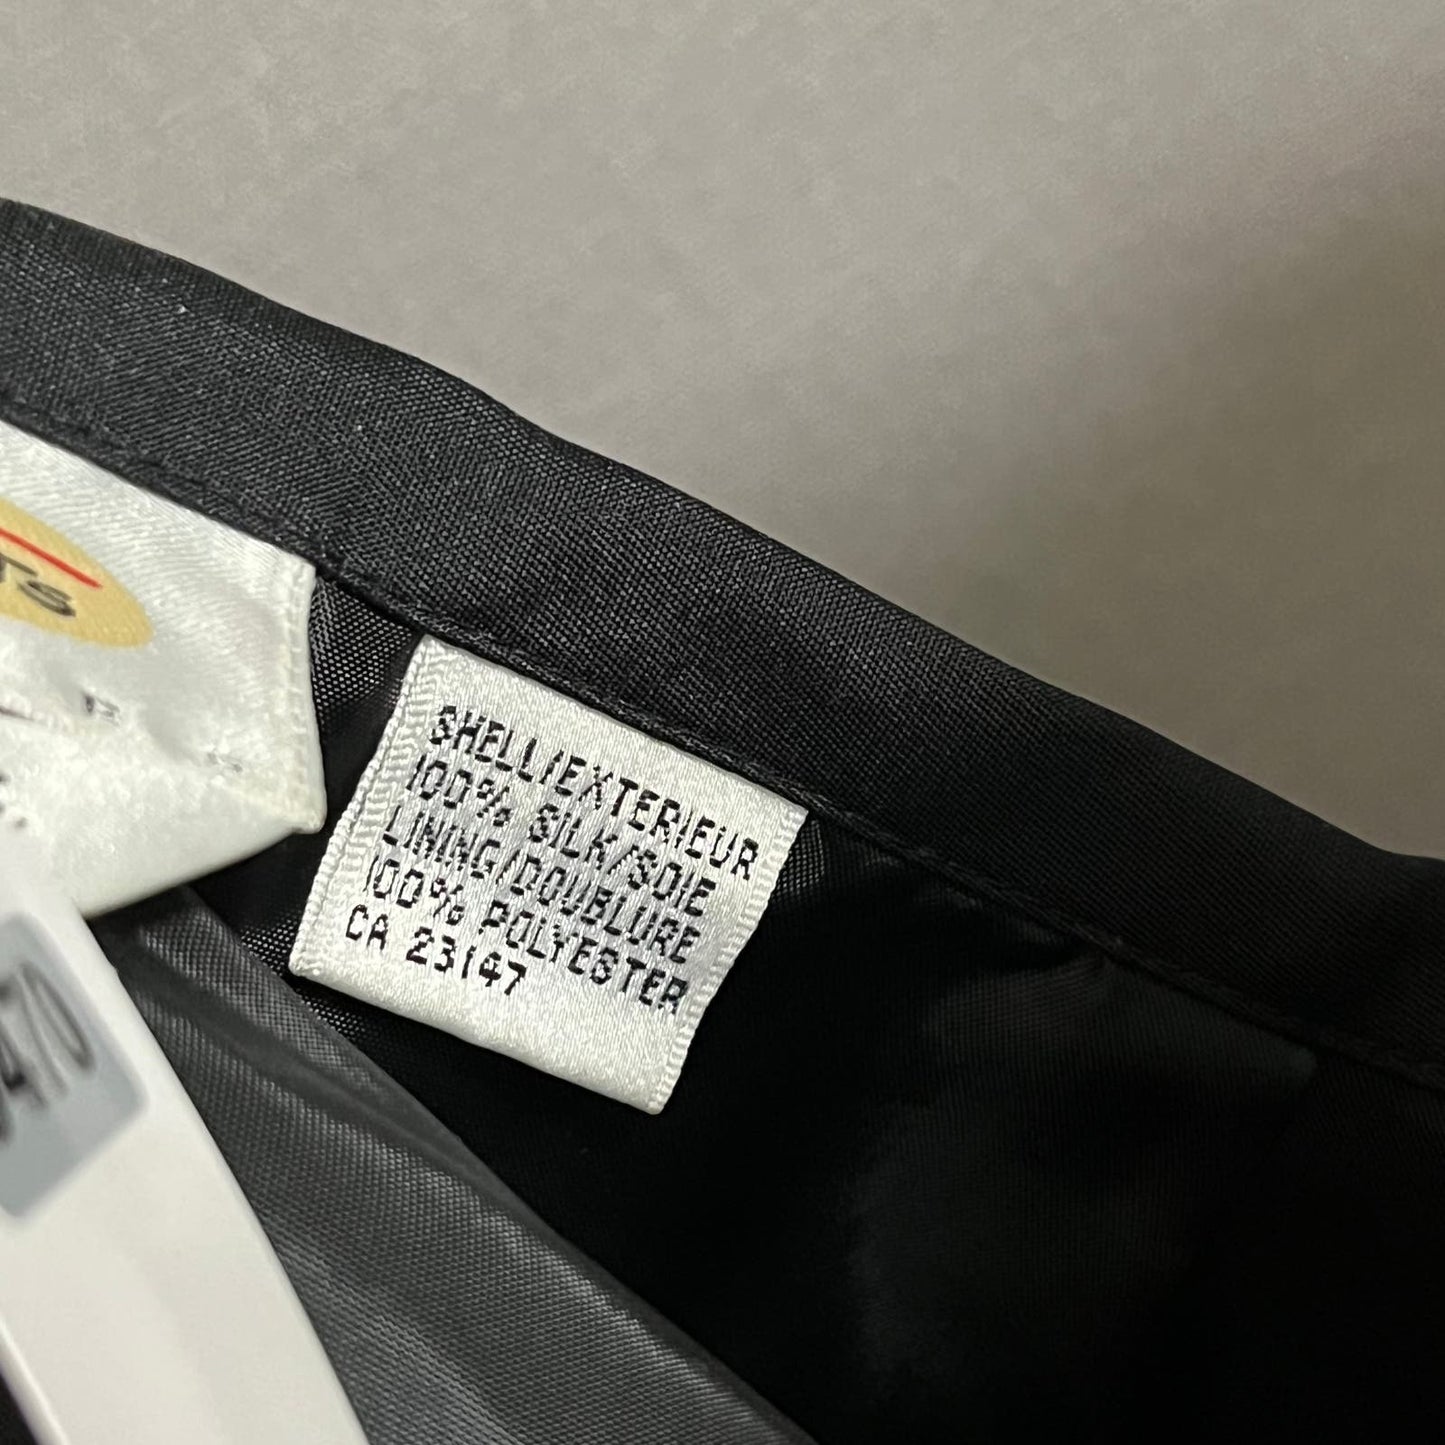 SHELL/EXTERIEUR
100% SILK/SOIE
LINING/DOUBLURE
100% POLYESTER
CA 23147